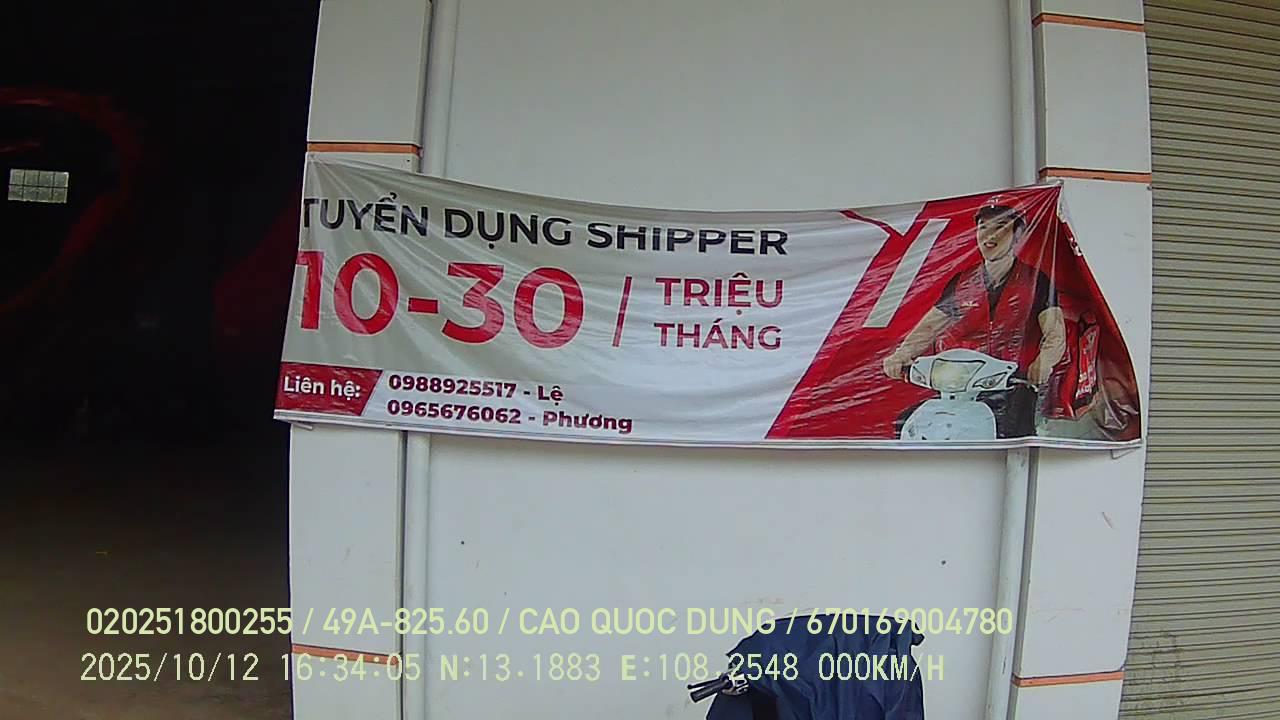 TUYỂN DỤNG SHIPPER
10-30 / TRIỆU
THÁNG
Liên hệ: 0988925517 - Lệ
0965676062 - Phương
020251800255 / 49A-825.60 / CAO QUOC DUNG / 670169004780
2025/10/12 16:34:05 N:13.1883 E:108.2548 000KM/H